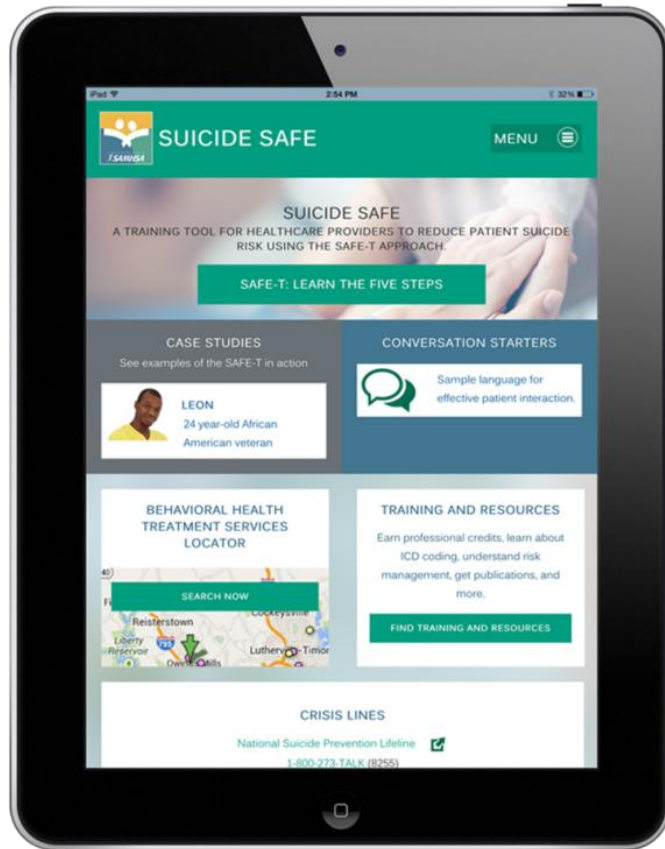 iPad
2:54 PM
32%
SAMHSA
SUICIDE SAFE
MENU
SUICIDE SAFE
A TRAINING TOOL FOR HEALTHCARE PROVIDERS TO REDUCE PATIENT SUICIDE
RISK USING THE SAFE-T APPROACH.
SAFE-T: LEARN THE FIVE STEPS
CASE STUDIES
See examples of the SAFE-T in action
LEON
24 year-old African
American veteran
CONVERSATION STARTERS
Sample language for
effective patient interaction.
BEHAVIORAL HEALTH
TREATMENT SERVICES
LOCATOR
SEARCH NOW
Cockeysville
Reisterstown
Liberty
Reservoir
795
Owings Mills
Lutherv-Timor
TRAINING AND RESOURCES
Earn professional credits, learn about
ICD coding, understand risk
management, get publications, and
more.
FIND TRAINING AND RESOURCES
CRISIS LINES
National Suicide Prevention Lifeline
1-800-273-TALK (8255)